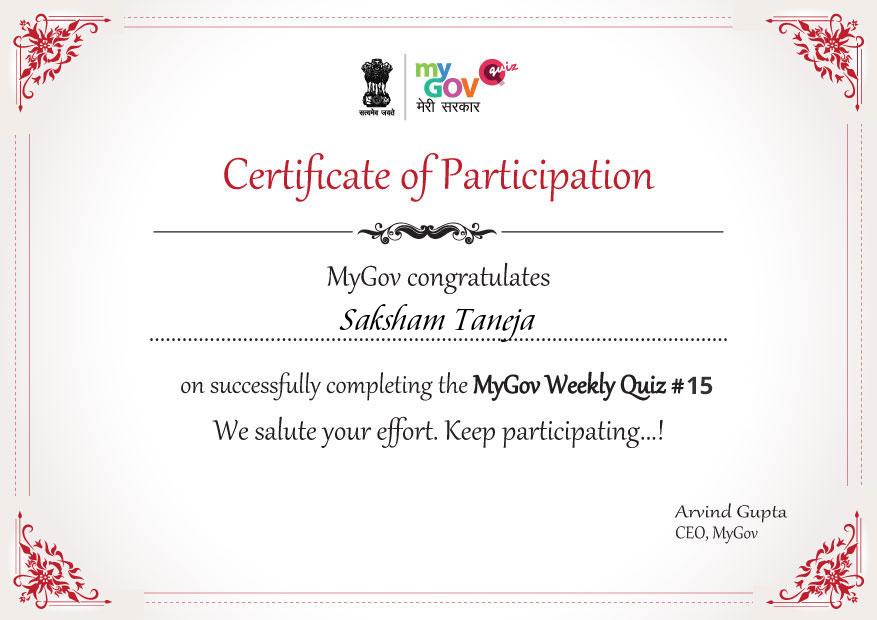 सत्यमेव जयते
my GOV quiz
मेरी सरकार
Certificate of Participation
MyGov congratulates
Saksham Taneja
on successfully completing the MyGov Weekly Quiz #15
We salute your effort. Keep participating...!
Arvind Gupta
CEO, MyGov